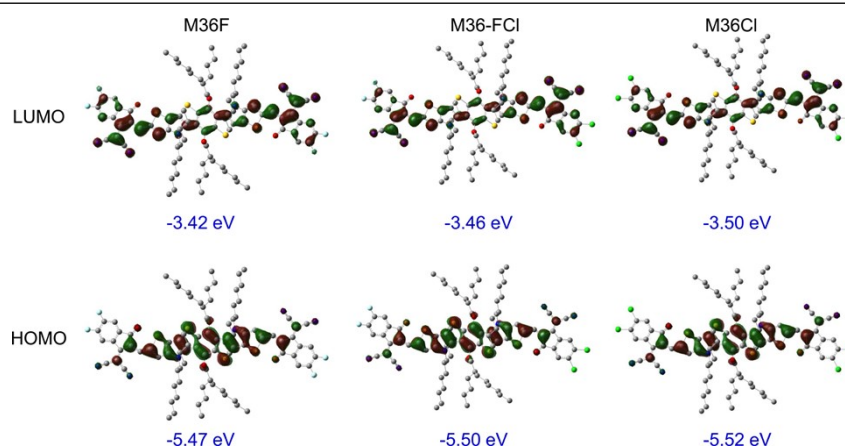 M36F M36-FCl M36Cl
LUMO
-3.42 eV -3.46 eV -3.50 eV
HOMO
-5.47 eV -5.50 eV -5.52 eV